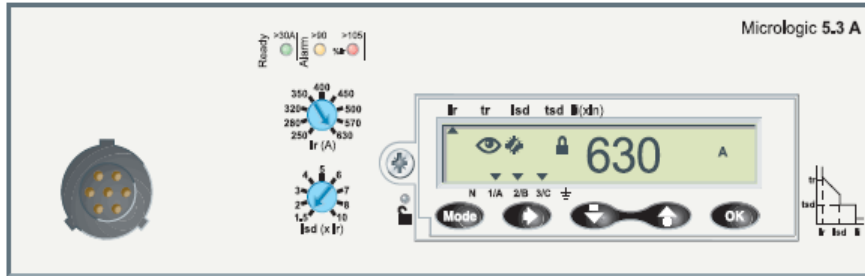 Micrologic 5.3 A
Ready >30A Alarm >90 %Ir >105
400
350 450
320 500
280 570
250 630
Ir (A)
5
4 6
3 7
2 8
1.5 10
Isd (x Ir)
Ir tr Isd tsd Ii(xIn)
630 A
N 1/A 2/B 3/C
Mode OK
tr
tsd
Ir Isd Ii